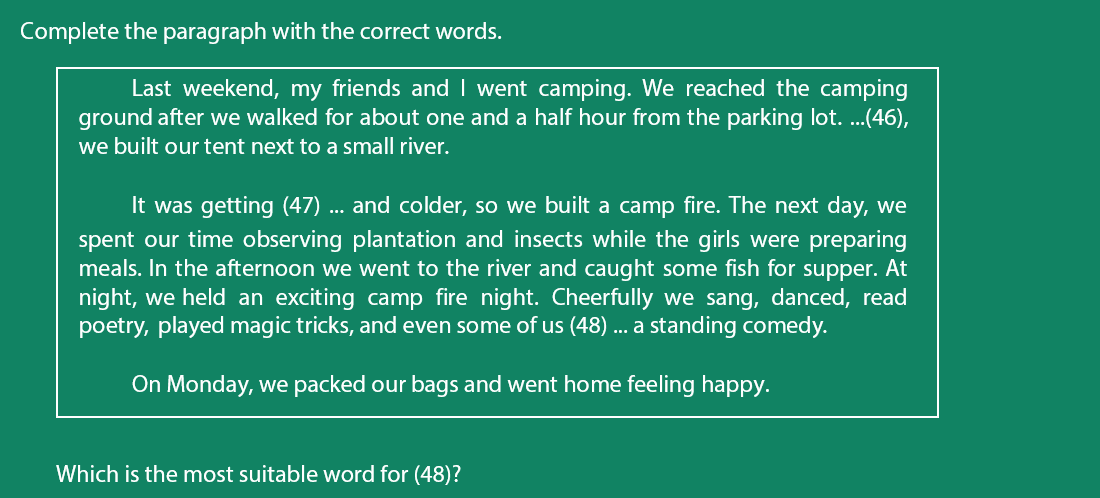 Complete the paragraph with the correct words.
Last weekend, my friends and I went camping. We reached the camping
ground after we walked for about one and a half hour from the parking lot. ...(46),
we built our tent next to a small river.
It was getting (47) ... and colder, so we built a camp fire. The next day, we
spent our time observing plantation and insects while the girls were preparing
meals. In the afternoon we went to the river and caught some fish for supper. At
night, we held an exciting camp fire night. Cheerfully we sang, danced, read
poetry, played magic tricks, and even some of us (48) ... a standing comedy.
On Monday, we packed our bags and went home feeling happy.
Which is the most suitable word for (48)?